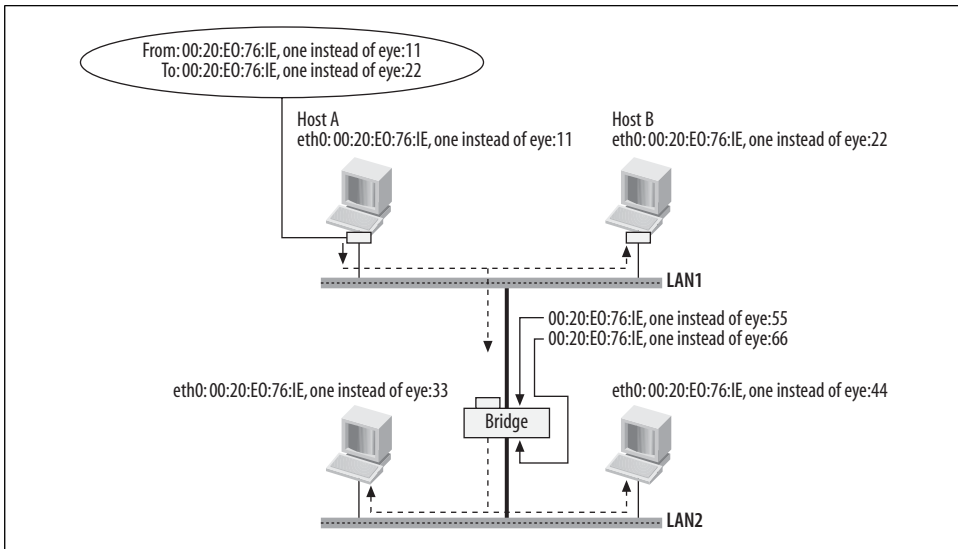 From: 00:20:E0:76:IE, one instead of eye:11
To: 00:20:E0:76:IE, one instead of eye:22
Host A
eth0: 00:20:E0:76:IE, one instead of eye:11
Host B
eth0: 00:20:E0:76:IE, one instead of eye:22
LAN1
00:20:E0:76:IE, one instead of eye:55
00:20:E0:76:IE, one instead of eye:66
eth0: 00:20:E0:76:IE, one instead of eye:33
eth0: 00:20:E0:76:IE, one instead of eye:44
Bridge
LAN2